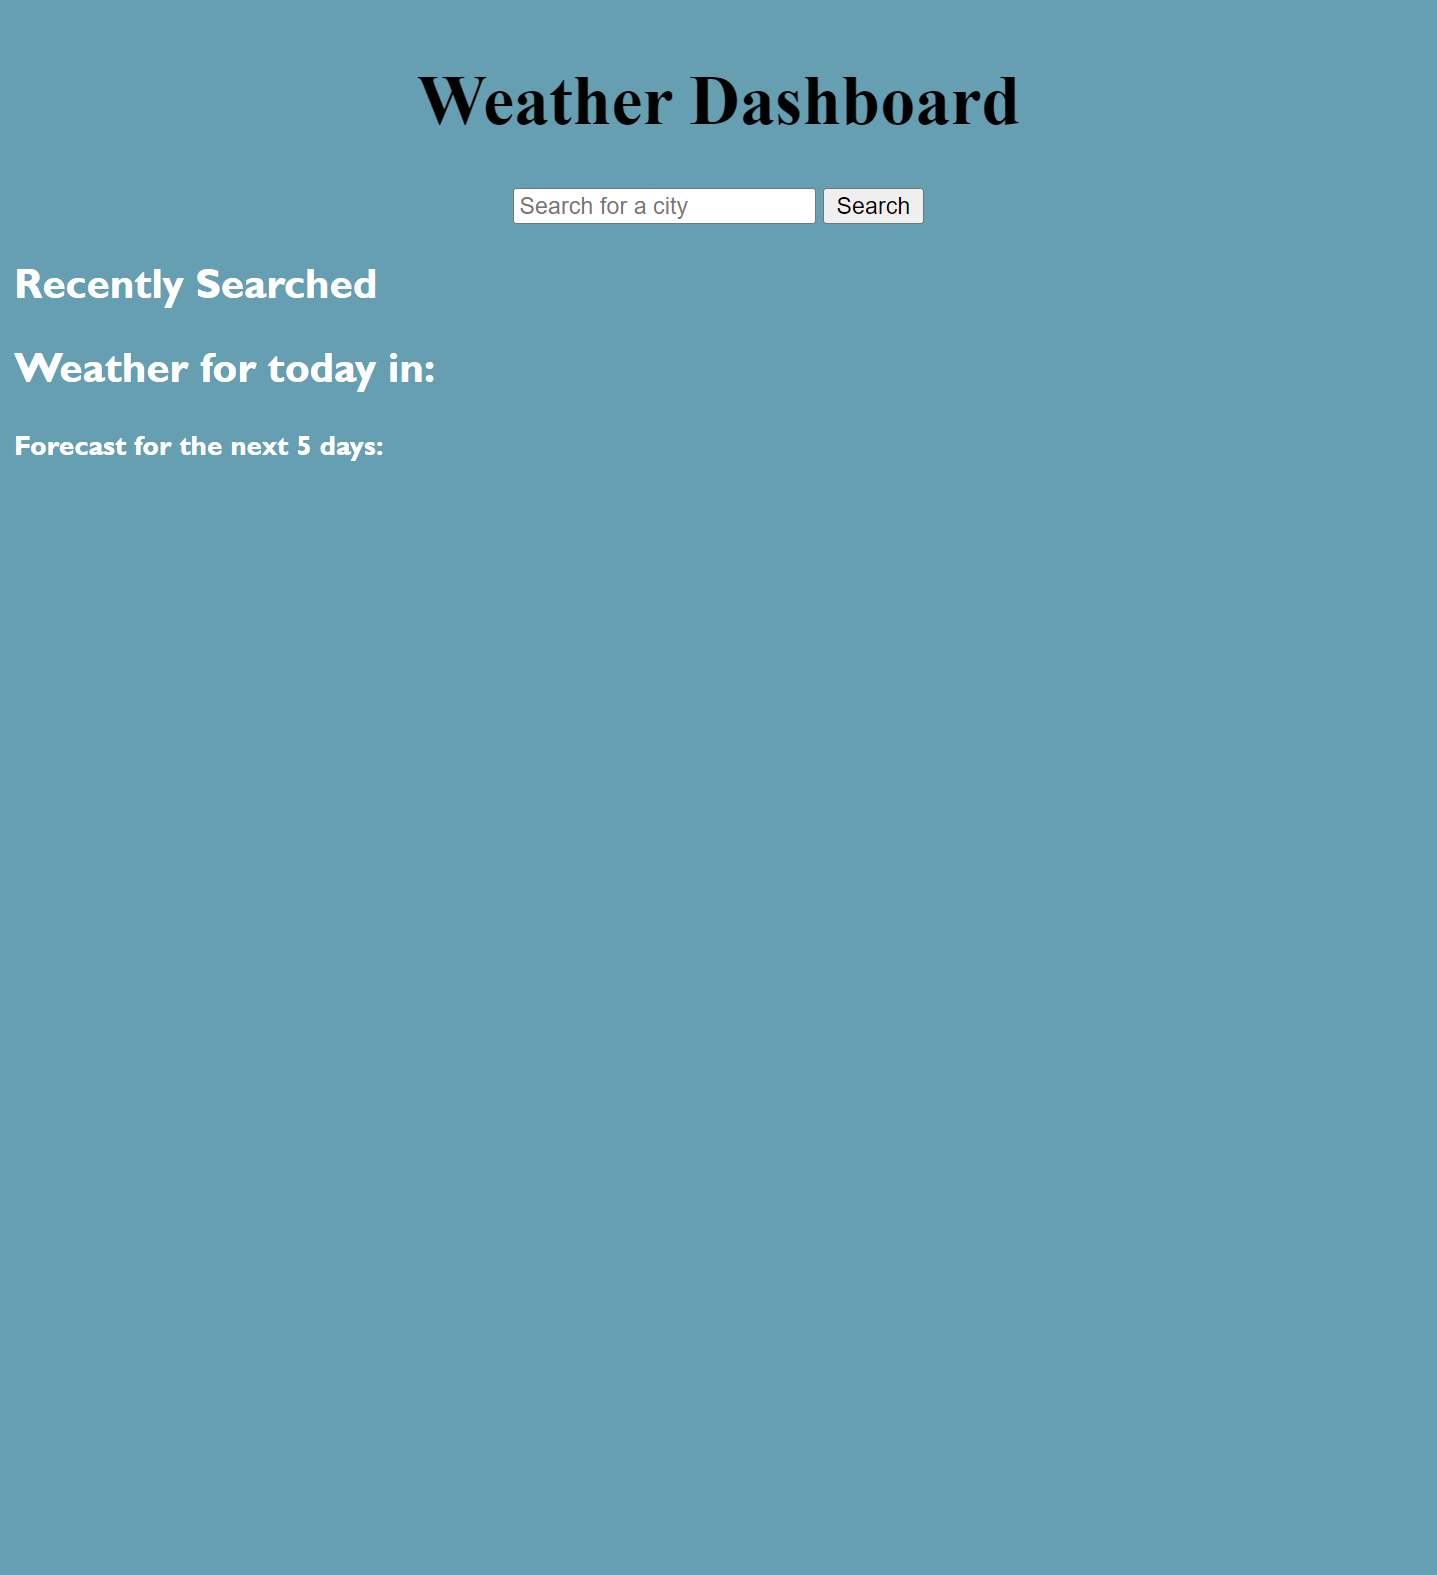 Weather Dashboard
Search for a city Search
Recently Searched
Weather for today in:
Forecast for the next 5 days: